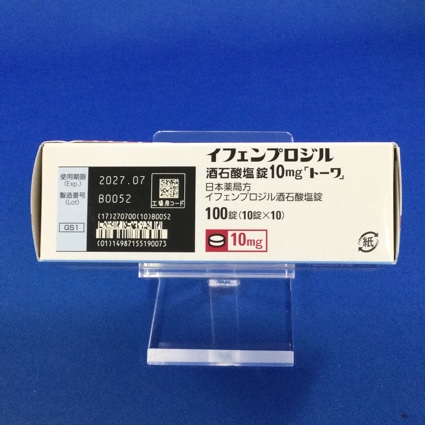 イフェンプロジル
酒石酸塩錠10mg「トーワ」
日本薬局方
イフェンプロジル酒石酸塩錠
100錠(10錠×10)
10mg
使用期限
(Exp.)
2027.07
製造番号
(Lot)
B0052
工場用コード
GS1
(17)270700(10)B0052
(01)14987155190073
紙